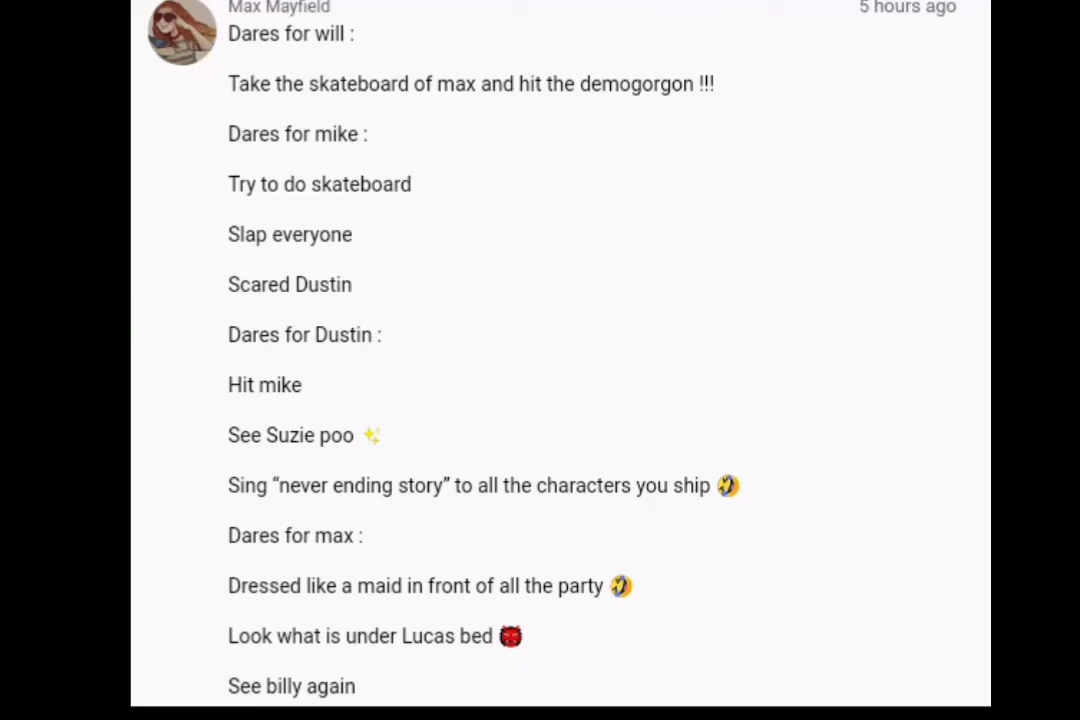 Max Mayfield 5 hours ago
Dares for will :
Take the skateboard of max and hit the demogorgon !!!
Dares for mike :
Try to do skateboard
Slap everyone
Scared Dustin
Dares for Dustin :
Hit mike
See Suzie poo ✨
Sing “never ending story” to all the characters you ship 🤣
Dares for max :
Dressed like a maid in front of all the party 🤣
Look what is under Lucas bed 👹
See billy again